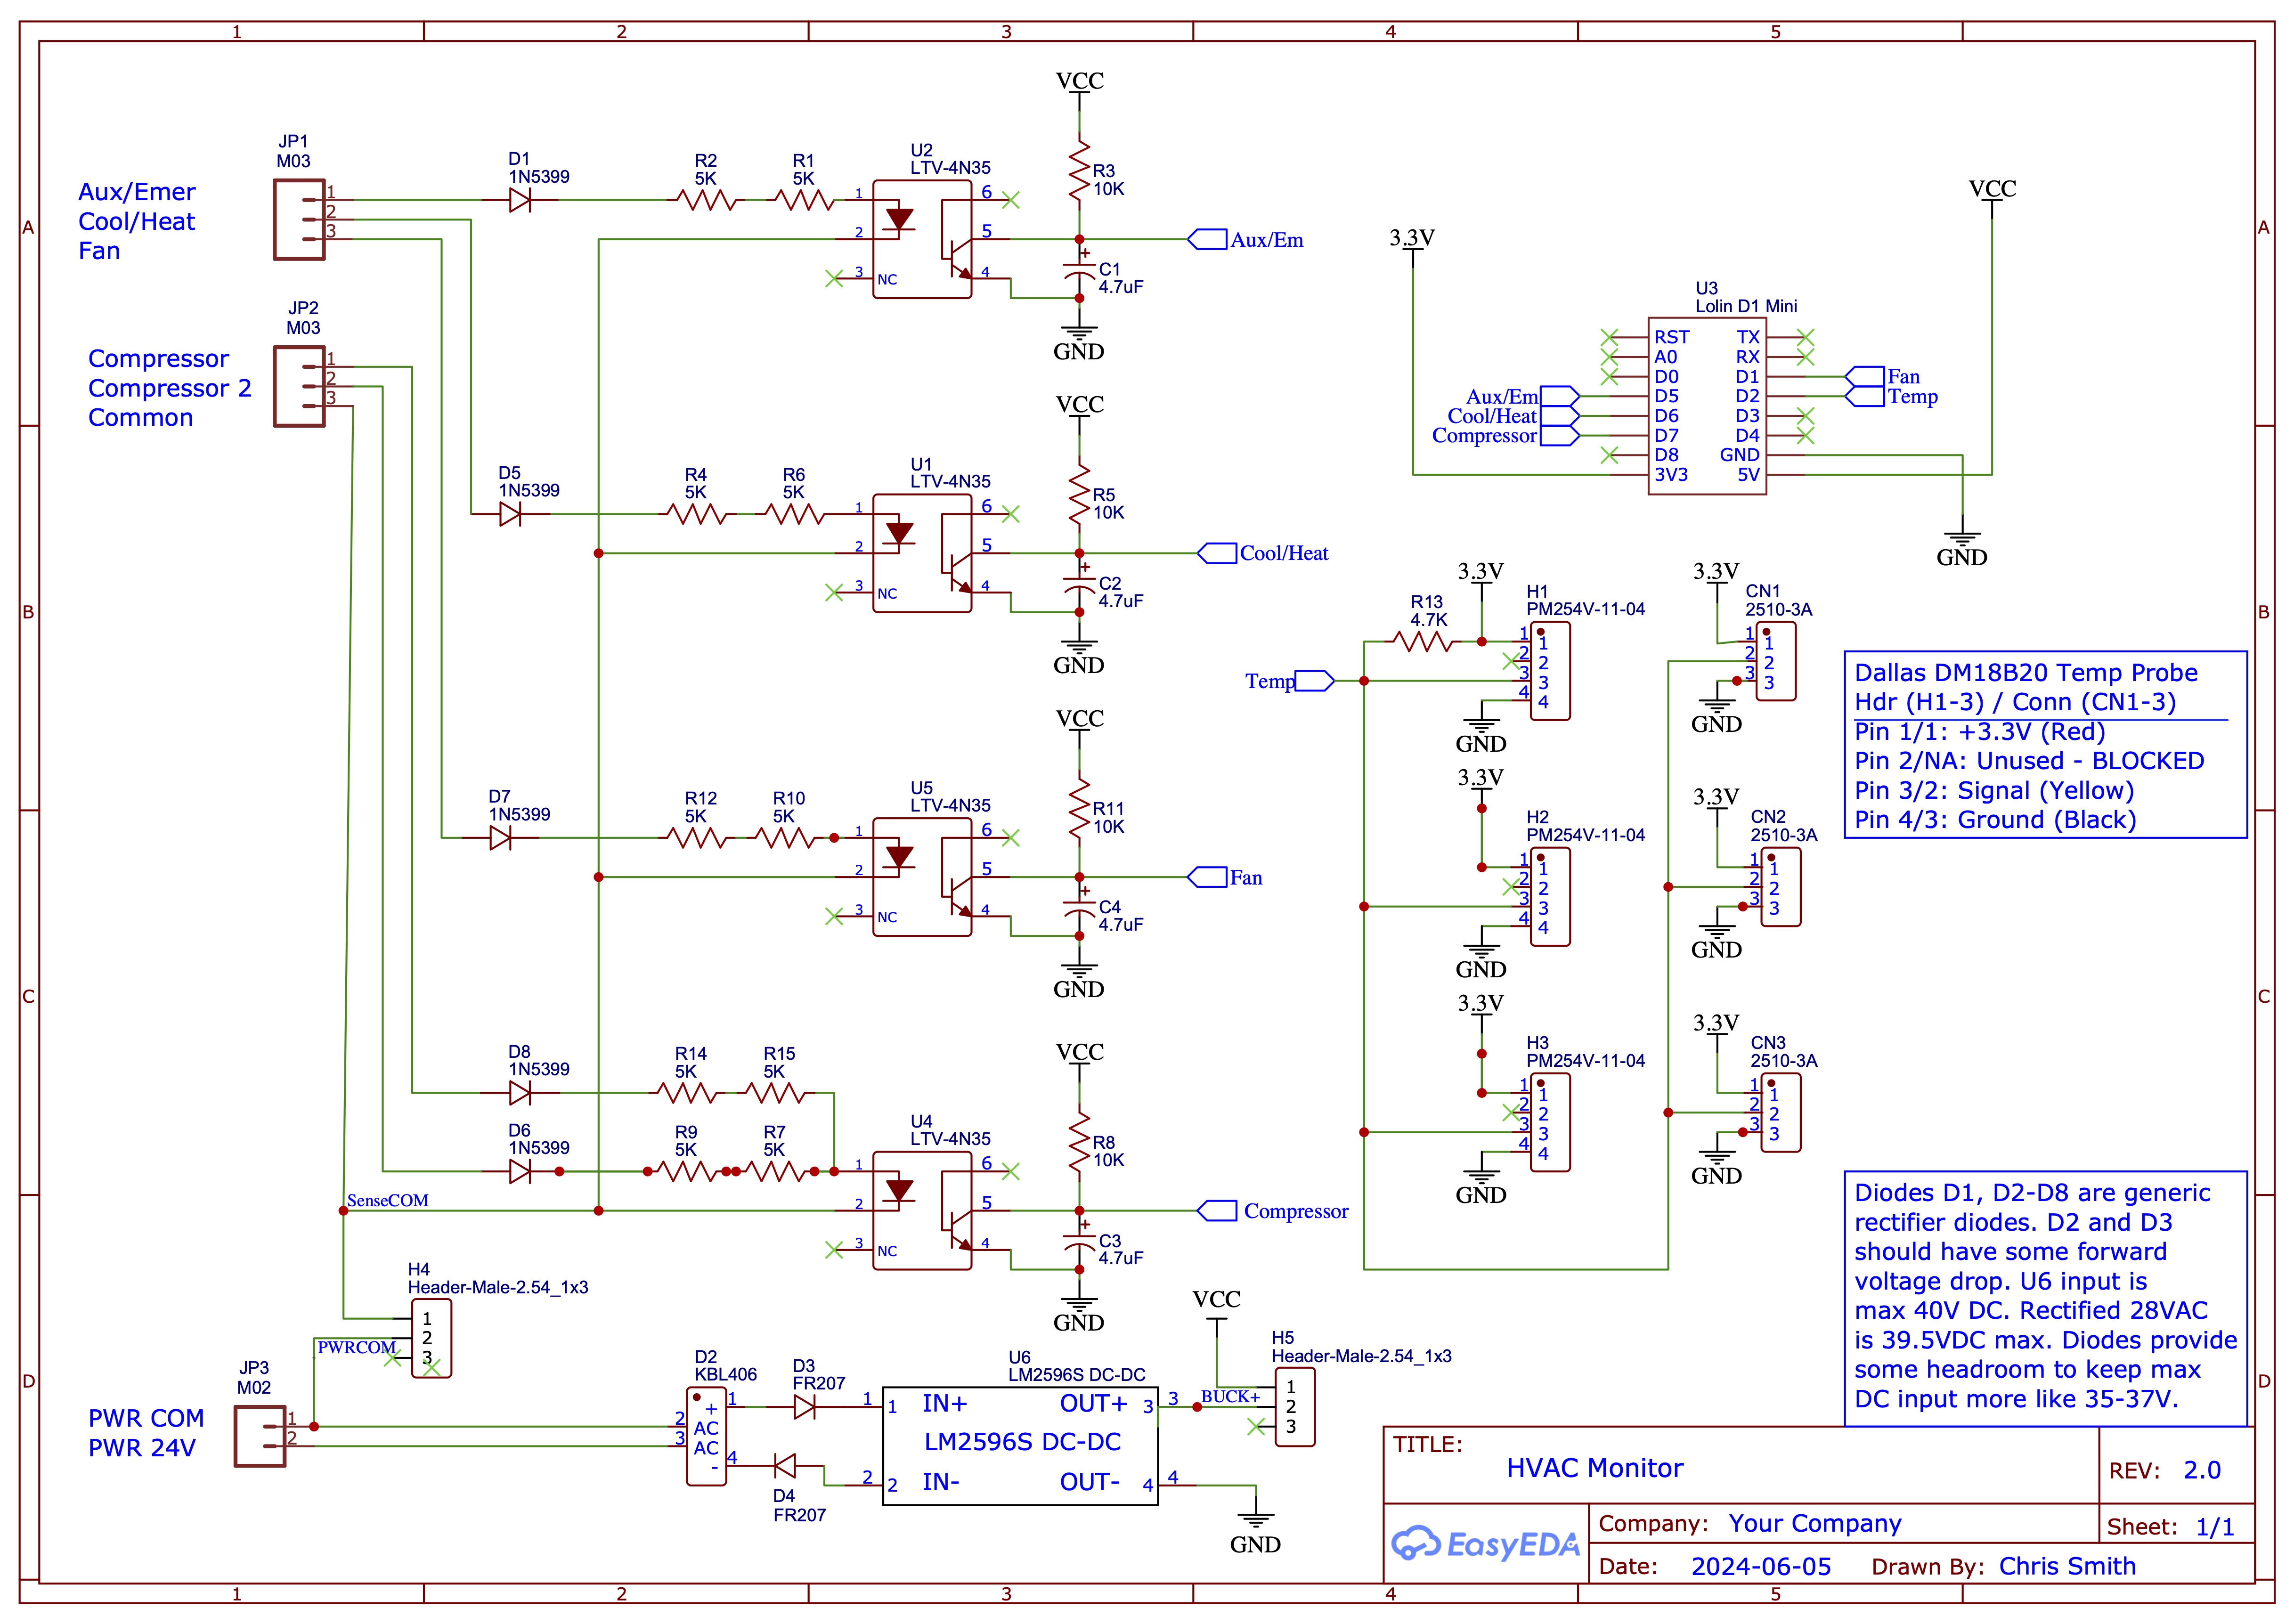 1 2 3 4 5
A
B
C
D
A
B
C
D
1 2 3 4 5
Aux/Emer
Cool/Heat
Fan
JP1
M03
1
2
3
JP2
M03
1
2
3
Compressor
Compressor 2
Common
D1
1N5399
R2
5K
R1
5K
U2
LTV-4N35
1
2
3
NC
6
5
4
VCC
R3
10K
C1
4.7uF
GND
Aux/Em
D5
1N5399
R4
5K
R6
5K
U1
LTV-4N35
1
2
3
NC
6
5
4
VCC
R5
10K
C2
4.7uF
GND
Cool/Heat
D7
1N5399
R12
5K
R10
5K
U5
LTV-4N35
1
2
3
NC
6
5
4
VCC
R11
10K
C4
4.7uF
GND
Fan
D8
1N5399
R14
5K
R15
5K
D6
1N5399
R9
5K
R7
5K
U4
LTV-4N35
1
2
3
NC
6
5
4
VCC
R8
10K
C3
4.7uF
GND
Compressor
SenseCOM
H4
Header-Male-2.54_1x3
1
2
3
PWRCOM
JP3
M02
1
2
PWR COM
PWR 24V
D2
KBL406
1
2
3
4
+
AC
AC
-
D3
FR207
D4
FR207
U6
LM2596S DC-DC
1 1 IN+ OUT+ 3 3
LM2596S DC-DC
2 2 IN- OUT- 4 4
BUCK+
VCC
H5
Header-Male-2.54_1x3
1
2
3
GND
3.3V
VCC
U3
Lolin D1 Mini
RST TX
A0 RX
D0 D1
D5 D2
D6 D3
D7 D4
D8 GND
3V3 5V
Aux/Em
Cool/Heat
Compressor
Fan
Temp
GND
Temp
R13
4.7K
3.3V
H1
PM254V-11-04
1 1
2 2
3 3
4 4
GND
3.3V
CN1
2510-3A
1 1
2 2
3 3
GND
3.3V
H2
PM254V-11-04
1 1
2 2
3 3
4 4
GND
3.3V
CN2
2510-3A
1 1
2 2
3 3
GND
3.3V
H3
PM254V-11-04
1 1
2 2
3 3
4 4
GND
3.3V
CN3
2510-3A
1 1
2 2
3 3
GND
Dallas DM18B20 Temp Probe
Hdr (H1-3) / Conn (CN1-3)
Pin 1/1: +3.3V (Red)
Pin 2/NA: Unused - BLOCKED
Pin 3/2: Signal (Yellow)
Pin 4/3: Ground (Black)
Diodes D1, D2-D8 are generic
rectifier diodes. D2 and D3
should have some forward
voltage drop. U6 input is
max 40V DC. Rectified 28VAC
is 39.5VDC max. Diodes provide
some headroom to keep max
DC input more like 35-37V.
TITLE:
HVAC Monitor
REV: 2.0
EasyEDA
Company: Your Company
Sheet: 1/1
Date: 2024-06-05 Drawn By: Chris Smith